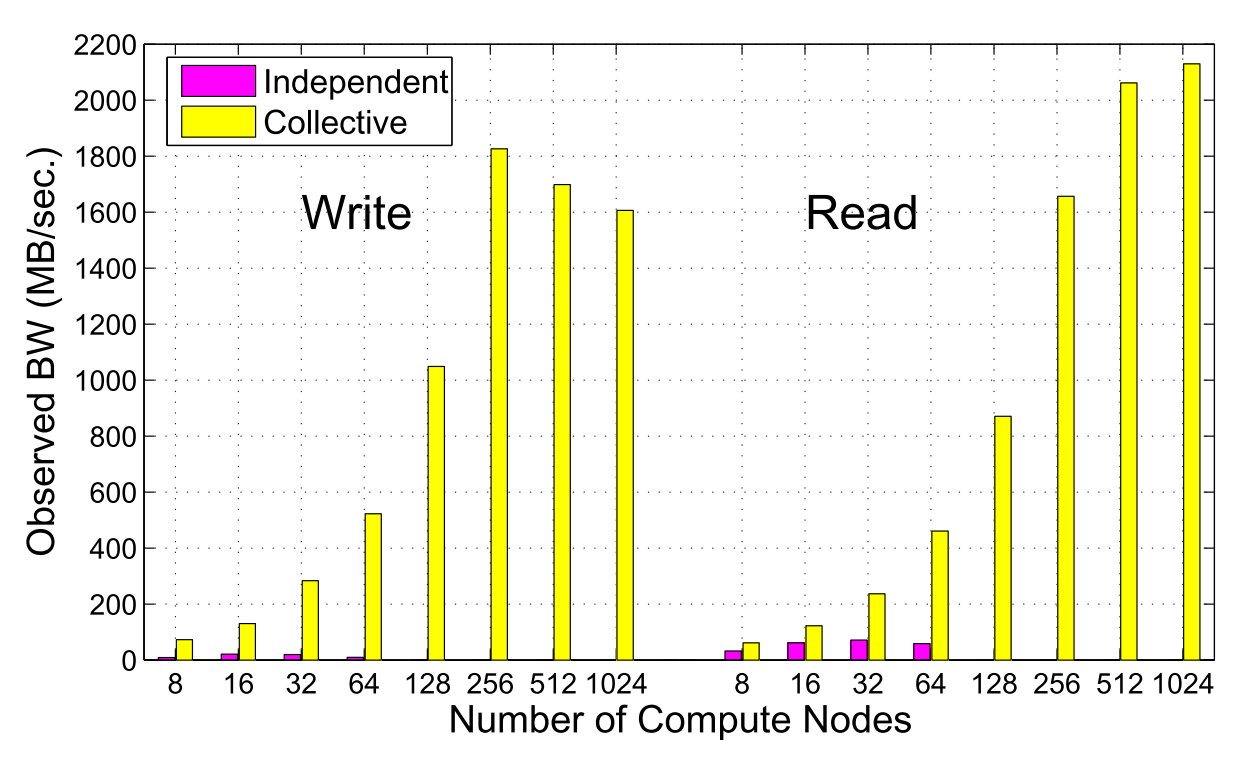 2200
2000
1800
1600
1400
1200
1000
800
600
400
200
0
Observed BW (MB/sec.)
Independent
Collective
Write
Read
8 16 32 64 128 256 512 1024 8 16 32 64 128 256 512 1024
Number of Compute Nodes